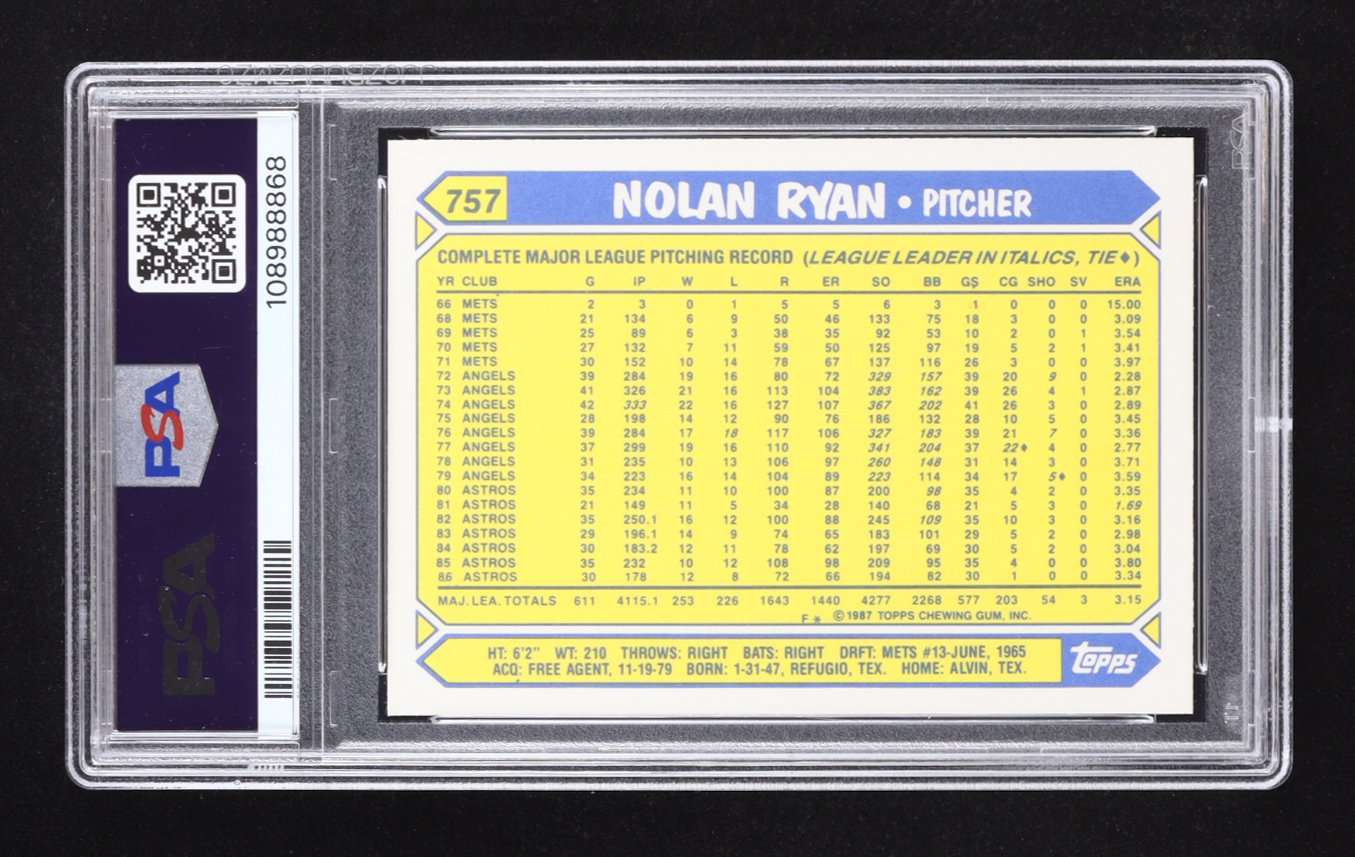 108988868
PSA
PSA
757
NOLAN RYAN • PITCHER
COMPLETE MAJOR LEAGUE PITCHING RECORD (LEAGUE LEADER IN ITALICS, TIE♦)
YR CLUB G IP W L R ER SO BB GS CG SHO SV ERA
66 METS 2 3 0 1 5 5 6 3 1 0 0 0 15.00
68 METS 21 134 6 9 50 46 133 75 18 3 0 0 3.09
69 METS 25 89 6 3 38 35 92 53 10 2 0 1 3.54
70 METS 27 132 7 11 59 50 125 97 19 5 2 1 3.41
71 METS 30 152 10 14 78 67 137 116 26 3 0 0 3.97
72 ANGELS 39 284 19 16 80 72 329 157 39 20 9 0 2.28
73 ANGELS 41 326 21 16 113 104 383 162 39 26 4 1 2.87
74 ANGELS 42 333 22 16 127 107 367 202 41 26 3 0 2.89
75 ANGELS 28 198 14 12 90 76 186 132 28 10 5 0 3.45
76 ANGELS 39 284 17 18 117 106 327 183 39 21 7 0 3.36
77 ANGELS 37 299 19 16 110 92 341 204 37 22♦ 4 0 2.77
78 ANGELS 31 235 10 13 106 97 260 148 31 14 3 0 3.71
79 ANGELS 34 223 16 14 104 89 223 114 34 17 5♦ 0 3.59
80 ASTROS 35 234 11 10 100 87 200 98 35 4 2 0 3.35
81 ASTROS 21 149 11 5 34 28 140 68 21 5 3 0 1.69
82 ASTROS 35 250.1 16 12 100 88 245 109 35 10 3 0 3.16
83 ASTROS 29 196.1 14 9 74 65 183 101 29 5 2 0 2.98
84 ASTROS 30 183.2 12 11 78 62 197 69 30 5 2 0 3.04
85 ASTROS 35 232 10 12 108 98 209 95 35 4 0 0 3.80
86 ASTROS 30 178 12 8 72 66 194 82 30 1 0 0 3.34
MAJ. LEA. TOTALS 611 4115.1 253 226 1643 1440 4277 2268 577 203 54 3 3.15
F * ©1987 TOPPS CHEWING GUM, INC.
HT: 6'2" WT: 210 THROWS: RIGHT BATS: RIGHT DRFT: METS #13-JUNE, 1965
ACQ: FREE AGENT, 11-19-79 BORN: 1-31-47, REFUGIO, TEX. HOME: ALVIN, TEX.
topps
PSA